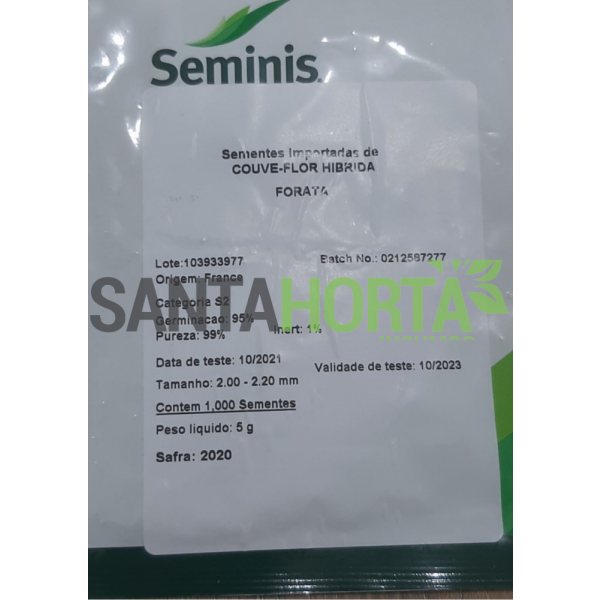 Seminis
Sementes Importadas de
COUVE-FLOR HIBRIDA
FORATA
Lote:103933977 Batch No.: 0212587277
Origem: France
SANTAHORTA
Categoria S2
Germinacao: 95%
Pureza: 99% Inert: 1%
Data de teste: 10/2021 Validade de teste: 10/2023
Tamanho: 2.00 - 2.20 mm
Contem 1,000 Sementes
Peso liquido: 5 g
Safra: 2020